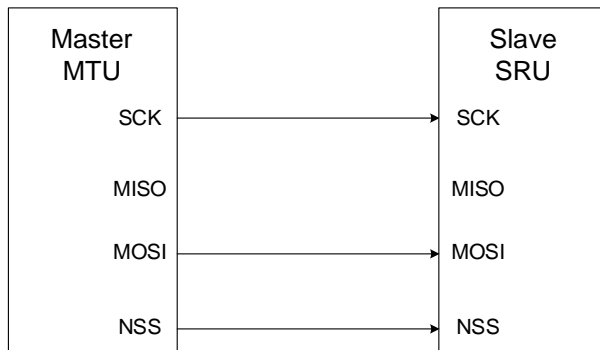 Master
MTU
SCK
MISO
MOSI
NSS
Slave
SRU
SCK
MISO
MOSI
NSS